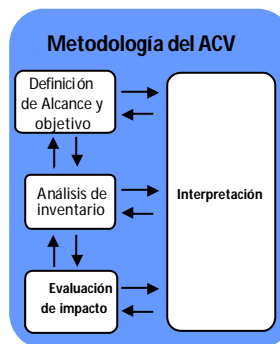 Metodología del ACV
Definición
de Alcance y
objetivo
Análisis de
inventario
Interpretación
Evaluación
de impacto